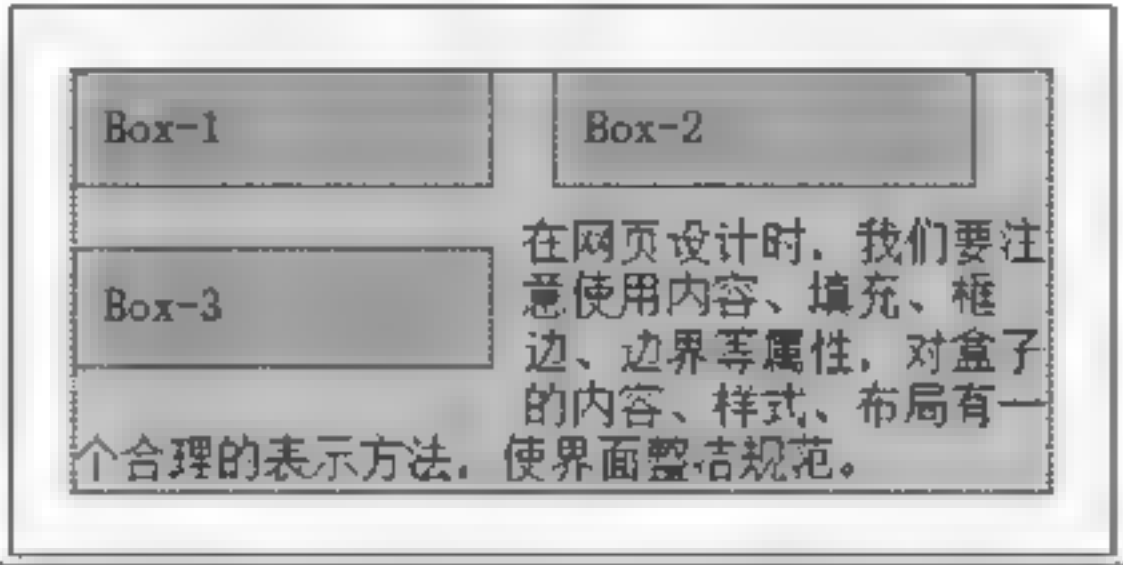 Box-1
Box-2
在网页设计时，我们要注
意使用内容、填充、框
Box-3
边、边界等属性，对盒子
的内容、样式、布局有一
个合理的表示方法，使界面整洁规范。